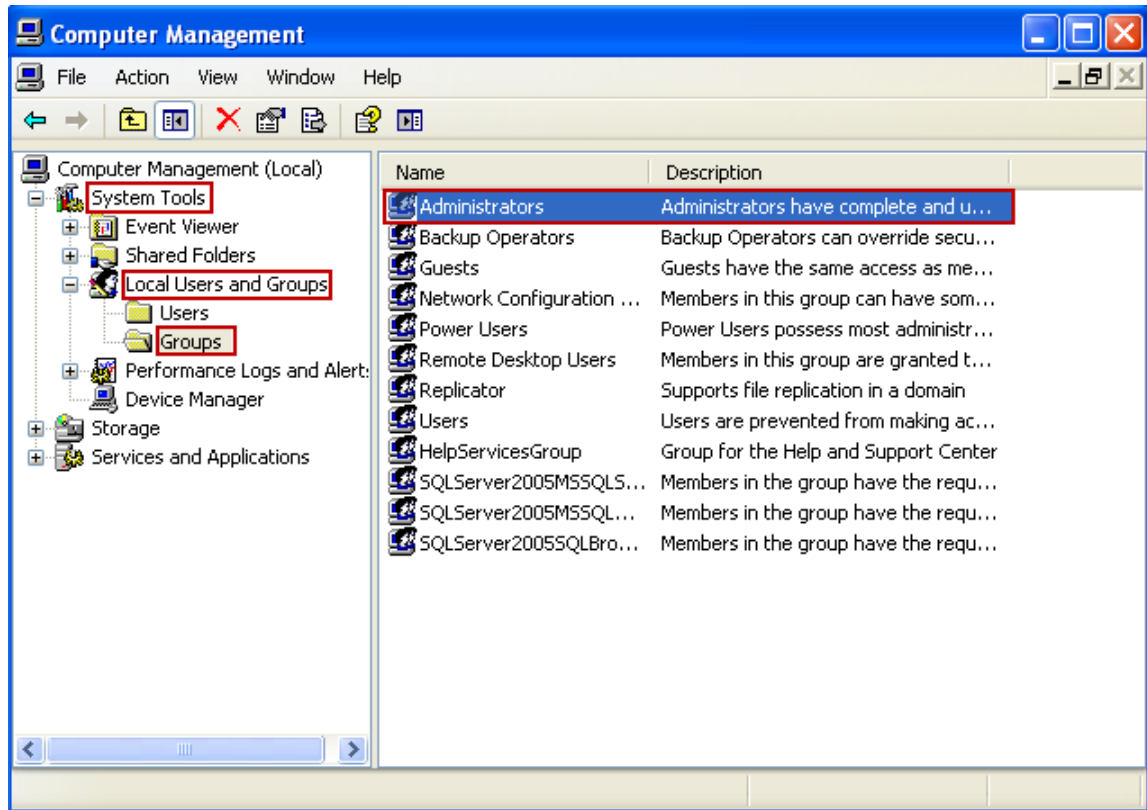 Computer Management
File Action View Window Help
Computer Management (Local)
System Tools
Event Viewer
Shared Folders
Local Users and Groups
Users
Groups
Performance Logs and Alert
Device Manager
Storage
Services and Applications
Name Description
Administrators Administrators have complete and u...
Backup Operators Backup Operators can override secu...
Guests Guests have the same access as me...
Network Configuration ... Members in this group can have som...
Power Users Power Users possess most administr...
Remote Desktop Users Members in this group are granted t...
Replicator Supports file replication in a domain
Users Users are prevented from making ac...
HelpServicesGroup Group for the Help and Support Center
SQLServer2005MSSQLS... Members in the group have the requ...
SQLServer2005MSSQL... Members in the group have the requ...
SQLServer2005SQLBro... Members in the group have the requ...